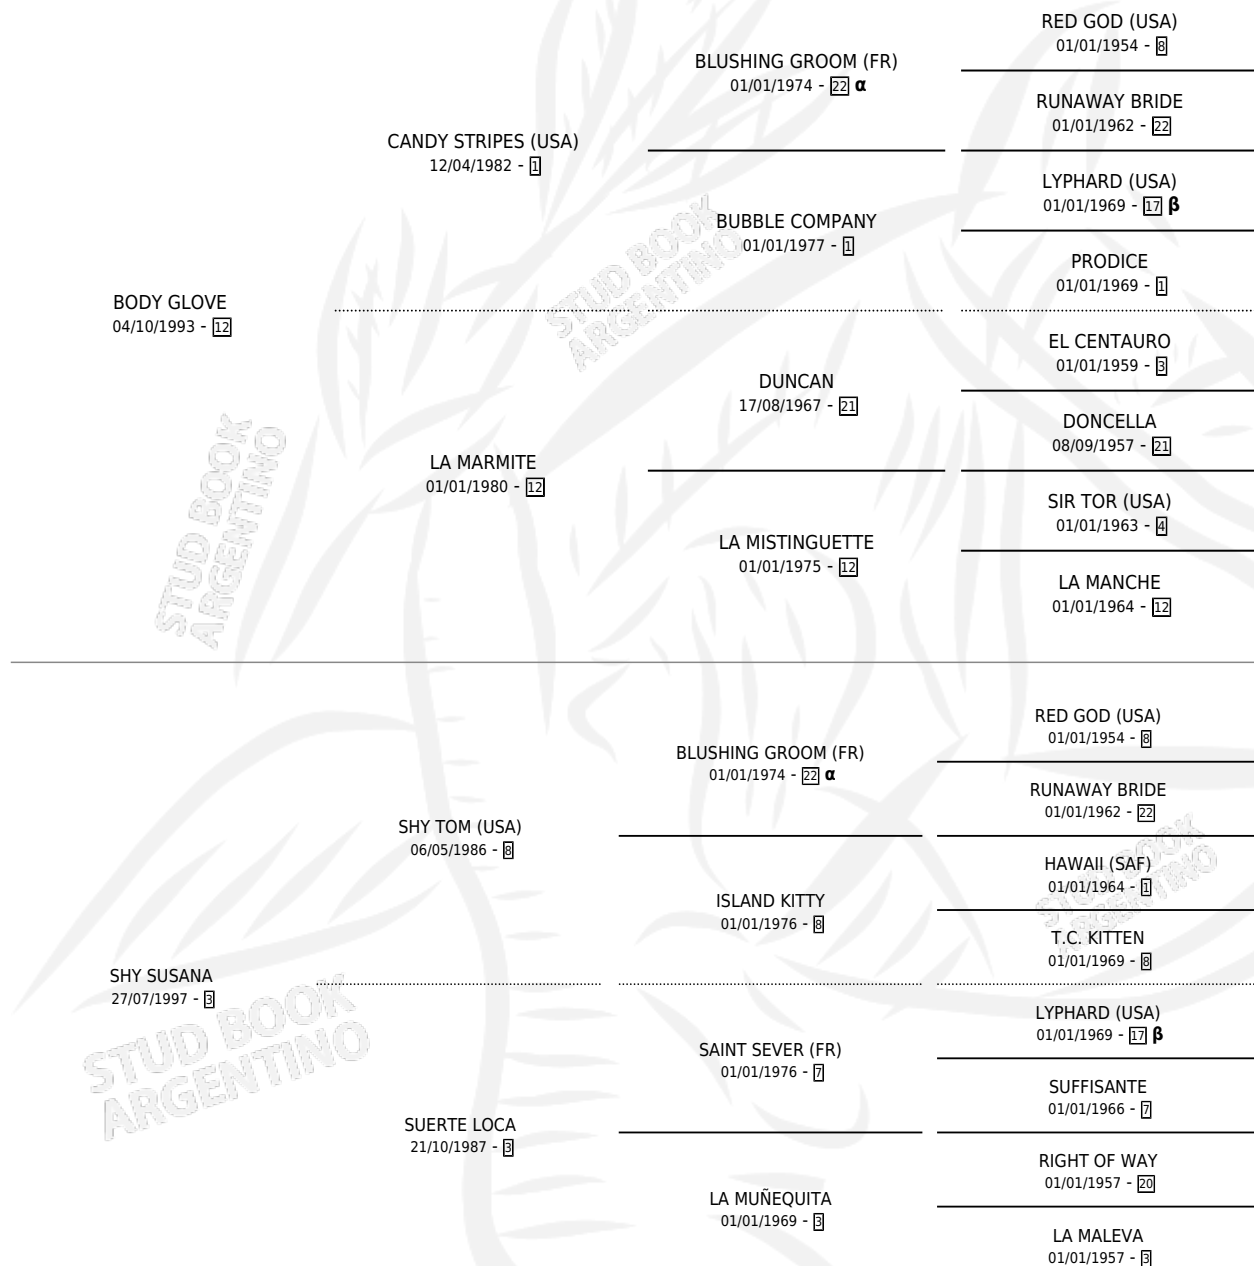 RED GOD (USA)
01/01/1954 - 8
BLUSHING GROOM (FR)
01/01/1974 - 22 α
RUNAWAY BRIDE
01/01/1962 - 22
CANDY STRIPES (USA)
12/04/1982 - 1
LYPHARD (USA)
01/01/1969 - 17 β
BUBBLE COMPANY
01/01/1977 - 1
PRODICE
01/01/1969 - 1
BODY GLOVE
04/10/1993 - 12
EL CENTAURO
01/01/1959 - 3
DUNCAN
17/08/1967 - 21
DONCELLA
08/09/1957 - 21
LA MARMITE
01/01/1980 - 12
SIR TOR (USA)
01/01/1963 - 4
LA MISTINGUETTE
01/01/1975 - 12
LA MANCHE
01/01/1964 - 12
RED GOD (USA)
01/01/1954 - 8
BLUSHING GROOM (FR)
01/01/1974 - 22 α
RUNAWAY BRIDE
01/01/1962 - 22
SHY TOM (USA)
06/05/1986 - 8
HAWAII (SAF)
01/01/1964 - 1
ISLAND KITTY
01/01/1976 - 8
T.C. KITTEN
01/01/1969 - 8
SHY SUSANA
27/07/1997 - 3
LYPHARD (USA)
01/01/1969 - 17 β
SAINT SEVER (FR)
01/01/1976 - 7
SUFFISANTE
01/01/1966 - 7
SUERTE LOCA
21/10/1987 - 3
RIGHT OF WAY
01/01/1957 - 20
LA MUÑEQUITA
01/01/1969 - 3
LA MALEVA
01/01/1957 - 3
STUD BOOK
ARGENTINO
STUD BOOK
ARGENTINO
STUD BOOK
ARGENTINO
STUD BOOK
ARGENTINO